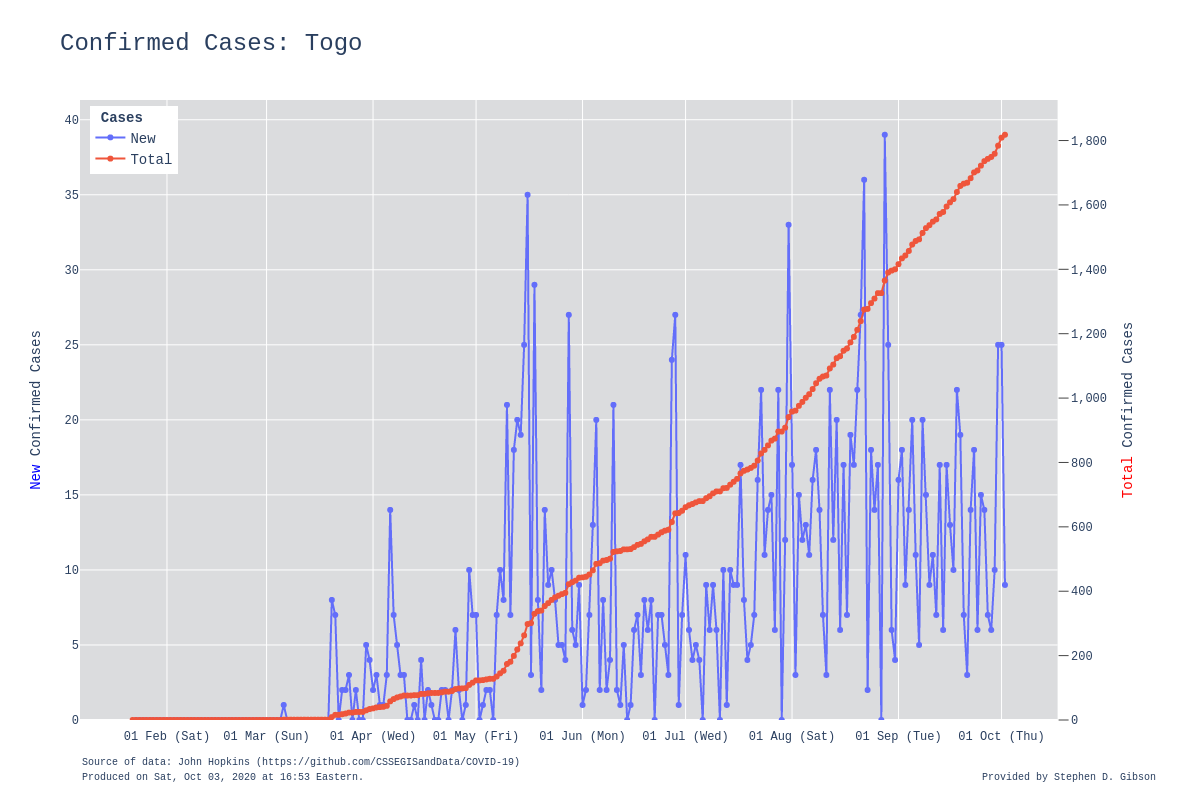 Confirmed Cases: Togo
Cases
New
Total
40
35
30
25
20
15
10
5
0
1,800
1,600
1,400
1,200
1,000
800
600
400
200
0
New Confirmed Cases
Total Confirmed Cases
01 Feb (Sat) 01 Mar (Sun) 01 Apr (Wed) 01 May (Fri) 01 Jun (Mon) 01 Jul (Wed) 01 Aug (Sat) 01 Sep (Tue) 01 Oct (Thu)
Source of data: John Hopkins (https://github.com/CSSEGISandData/COVID-19)
Produced on Sat, Oct 03, 2020 at 16:53 Eastern.
Provided by Stephen D. Gibson